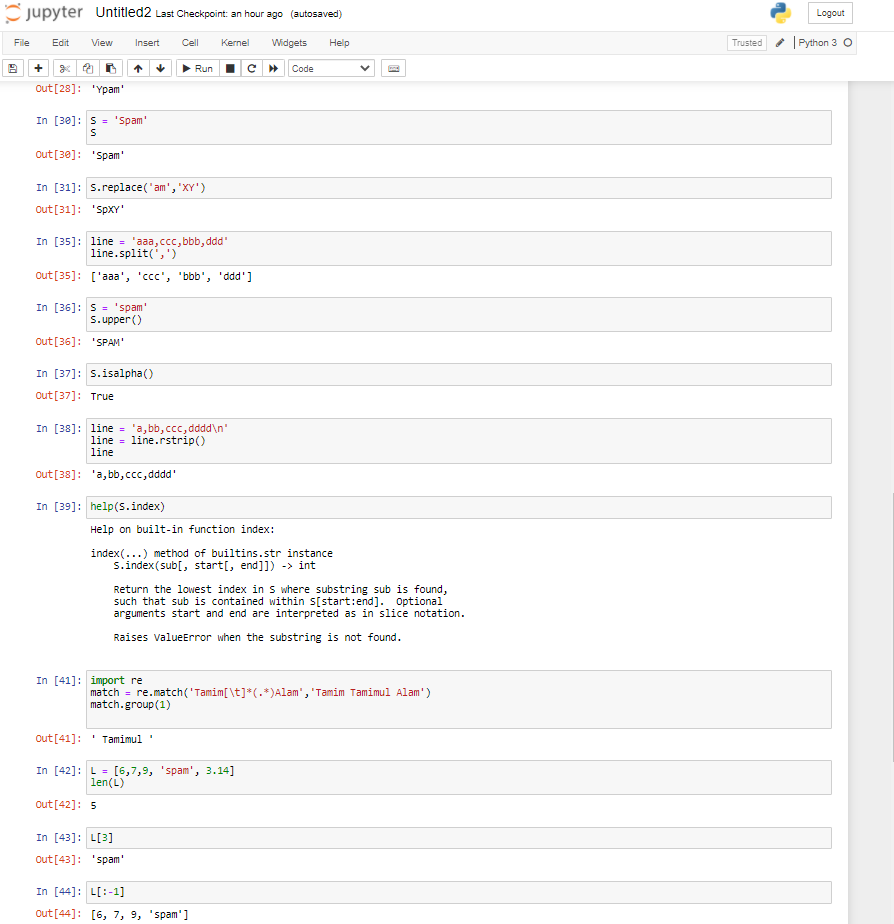 jupyter Untitled2 Last Checkpoint: an hour ago (autosaved) Logout
File Edit View Insert Cell Kernel Widgets Help Trusted Python 3
Run Code
Out[28]: 'Ypam'
In [30]: S = 'Spam'
S
Out[30]: 'Spam'
In [31]: S.replace('am','XY')
Out[31]: 'SpXY'
In [35]: line = 'aaa,ccc,bbb,ddd'
line.split(',')
Out[35]: ['aaa', 'ccc', 'bbb', 'ddd']
In [36]: S = 'spam'
S.upper()
Out[36]: 'SPAM'
In [37]: S.isalpha()
Out[37]: True
In [38]: line = 'a,bb,ccc,dddd\n'
line = line.rstrip()
line
Out[38]: 'a,bb,ccc,dddd'
In [39]: help(S.index)
Help on built-in function index:
index(...) method of builtins.str instance
S.index(sub[, start[, end]]) -> int
Return the lowest index in S where substring sub is found,
such that sub is contained within S[start:end]. Optional
arguments start and end are interpreted as in slice notation.
Raises ValueError when the substring is not found.
In [41]: import re
match = re.match('Tamim[\t]*(.*)Alam','Tamim Tamimul Alam')
match.group(1)
Out[41]: ' Tamimul '
In [42]: L = [6,7,9, 'spam', 3.14]
len(L)
Out[42]: 5
In [43]: L[3]
Out[43]: 'spam'
In [44]: L[:-1]
Out[44]: [6, 7, 9, 'spam']